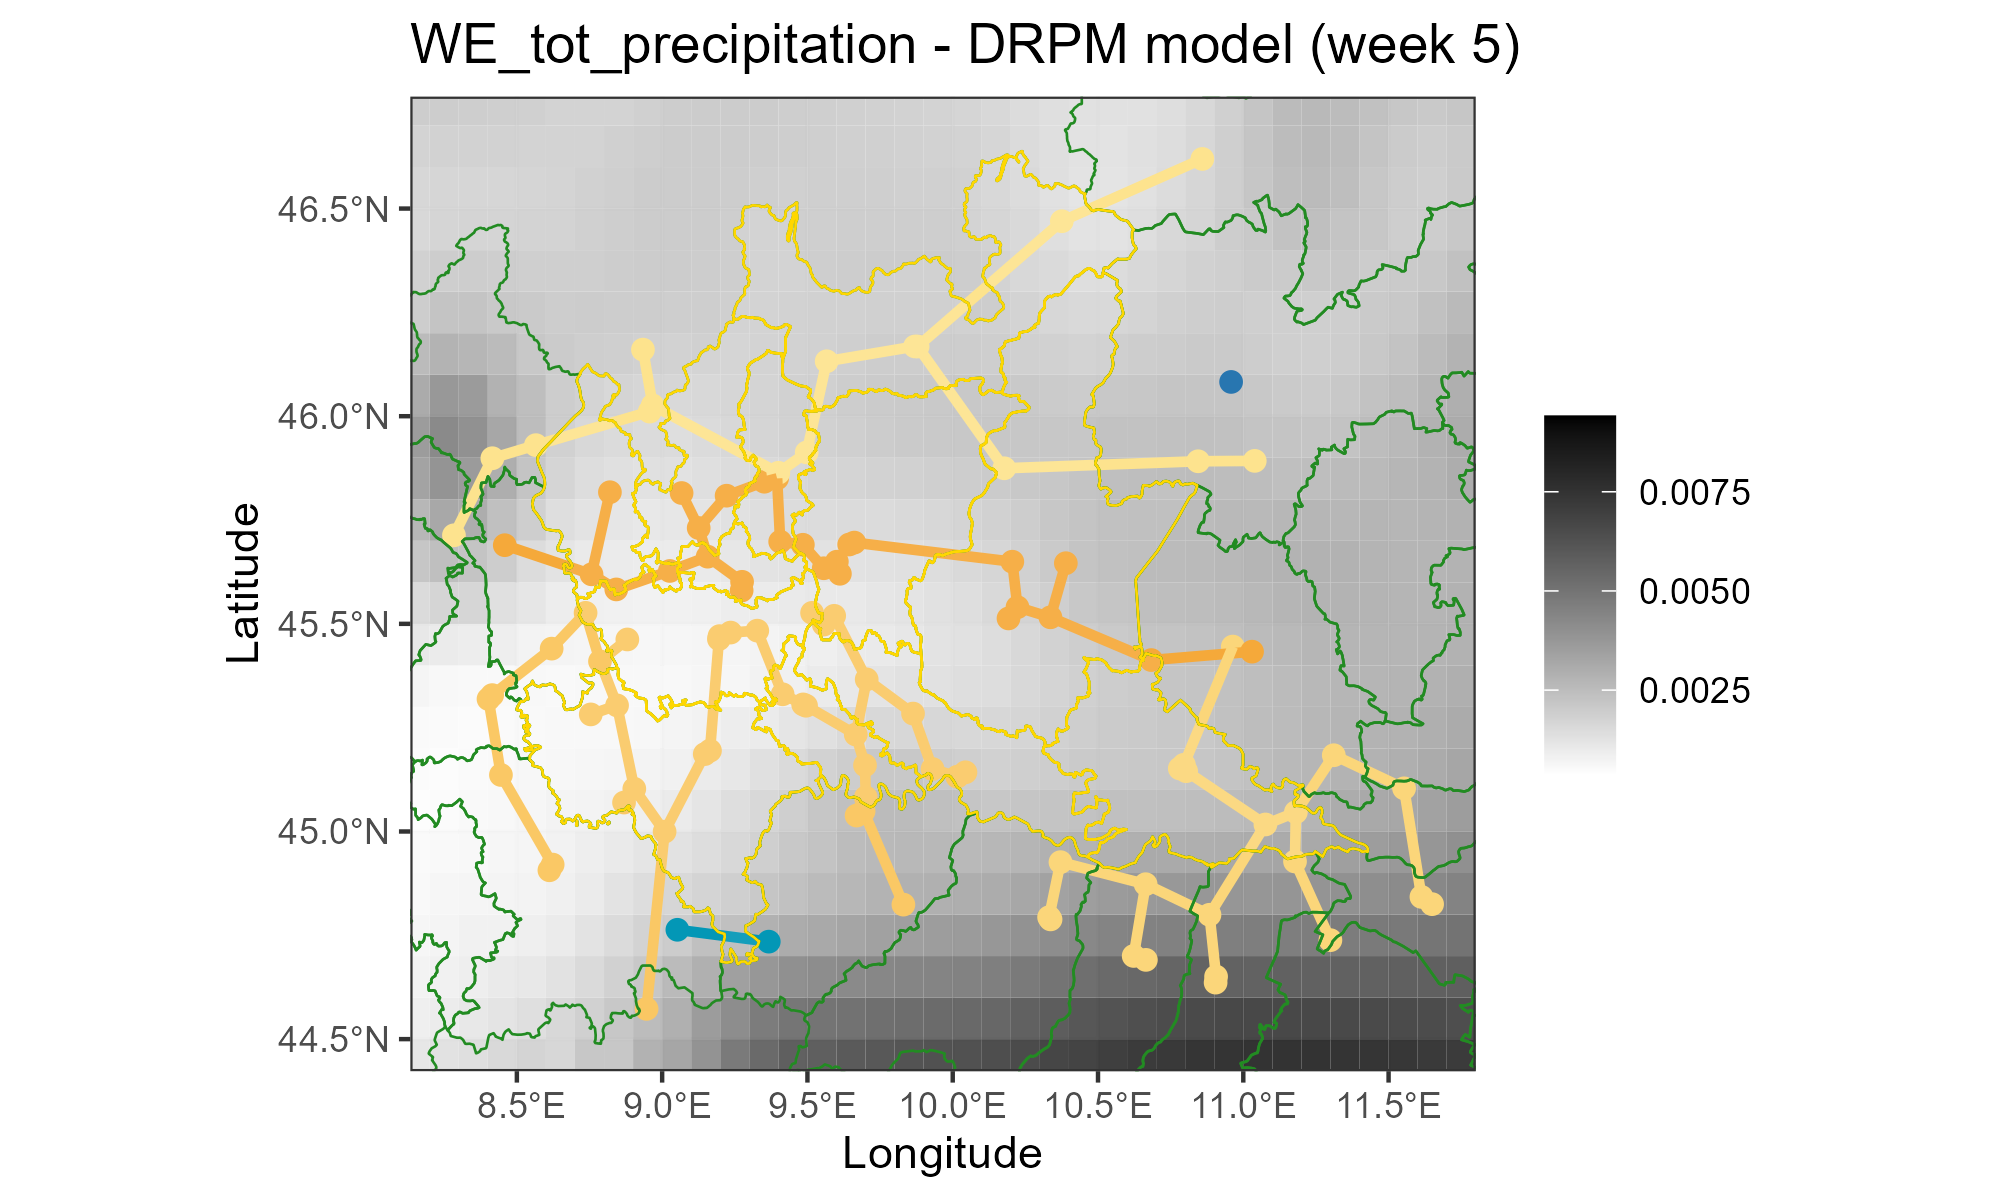 WE_tot_precipitation - DRPM model (week 5)
46.5°N
46.0°N
45.5°N
45.0°N
44.5°N
Latitude
8.5°E
9.0°E
9.5°E
10.0°E
10.5°E
11.0°E
11.5°E
Longitude
0.0075
0.0050
0.0025